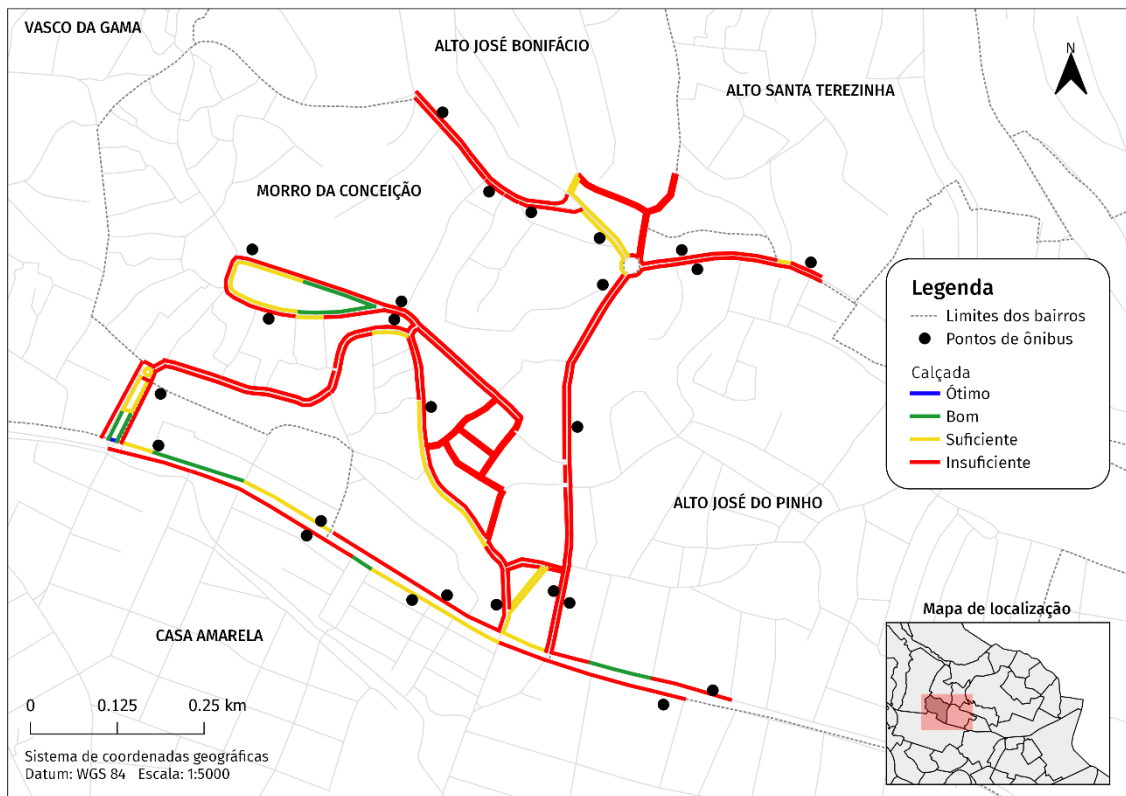 VASCO DA GAMA
ALTO JOSÉ BONIFÁCIO
ALTO SANTA TEREZINHA
N
MORRO DA CONCEIÇÃO
Legenda
Limites dos bairros
Pontos de ônibus
Calçada
Ótimo
Bom
Suficiente
Insuficiente
ALTO JOSÉ DO PINHO
CASA AMARELA
Mapa de localização
0 0.125 0.25 km
Sistema de coordenadas geográficas
Datum: WGS 84 Escala: 1:5000